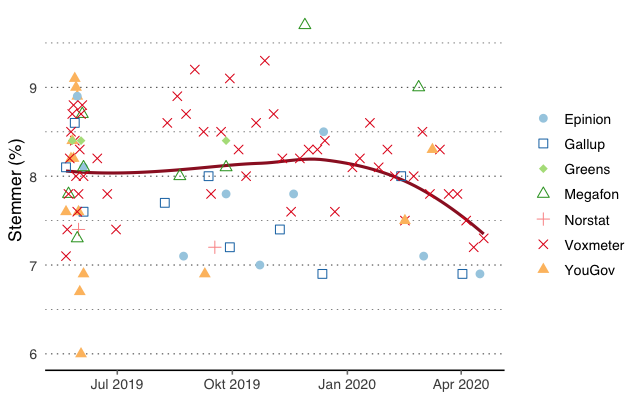 Stemmer (%)
9
8
7
6
Jul 2019
Okt 2019
Jan 2020
Apr 2020
Epinion
Gallup
Greens
Megafon
Norstat
Voxmeter
YouGov